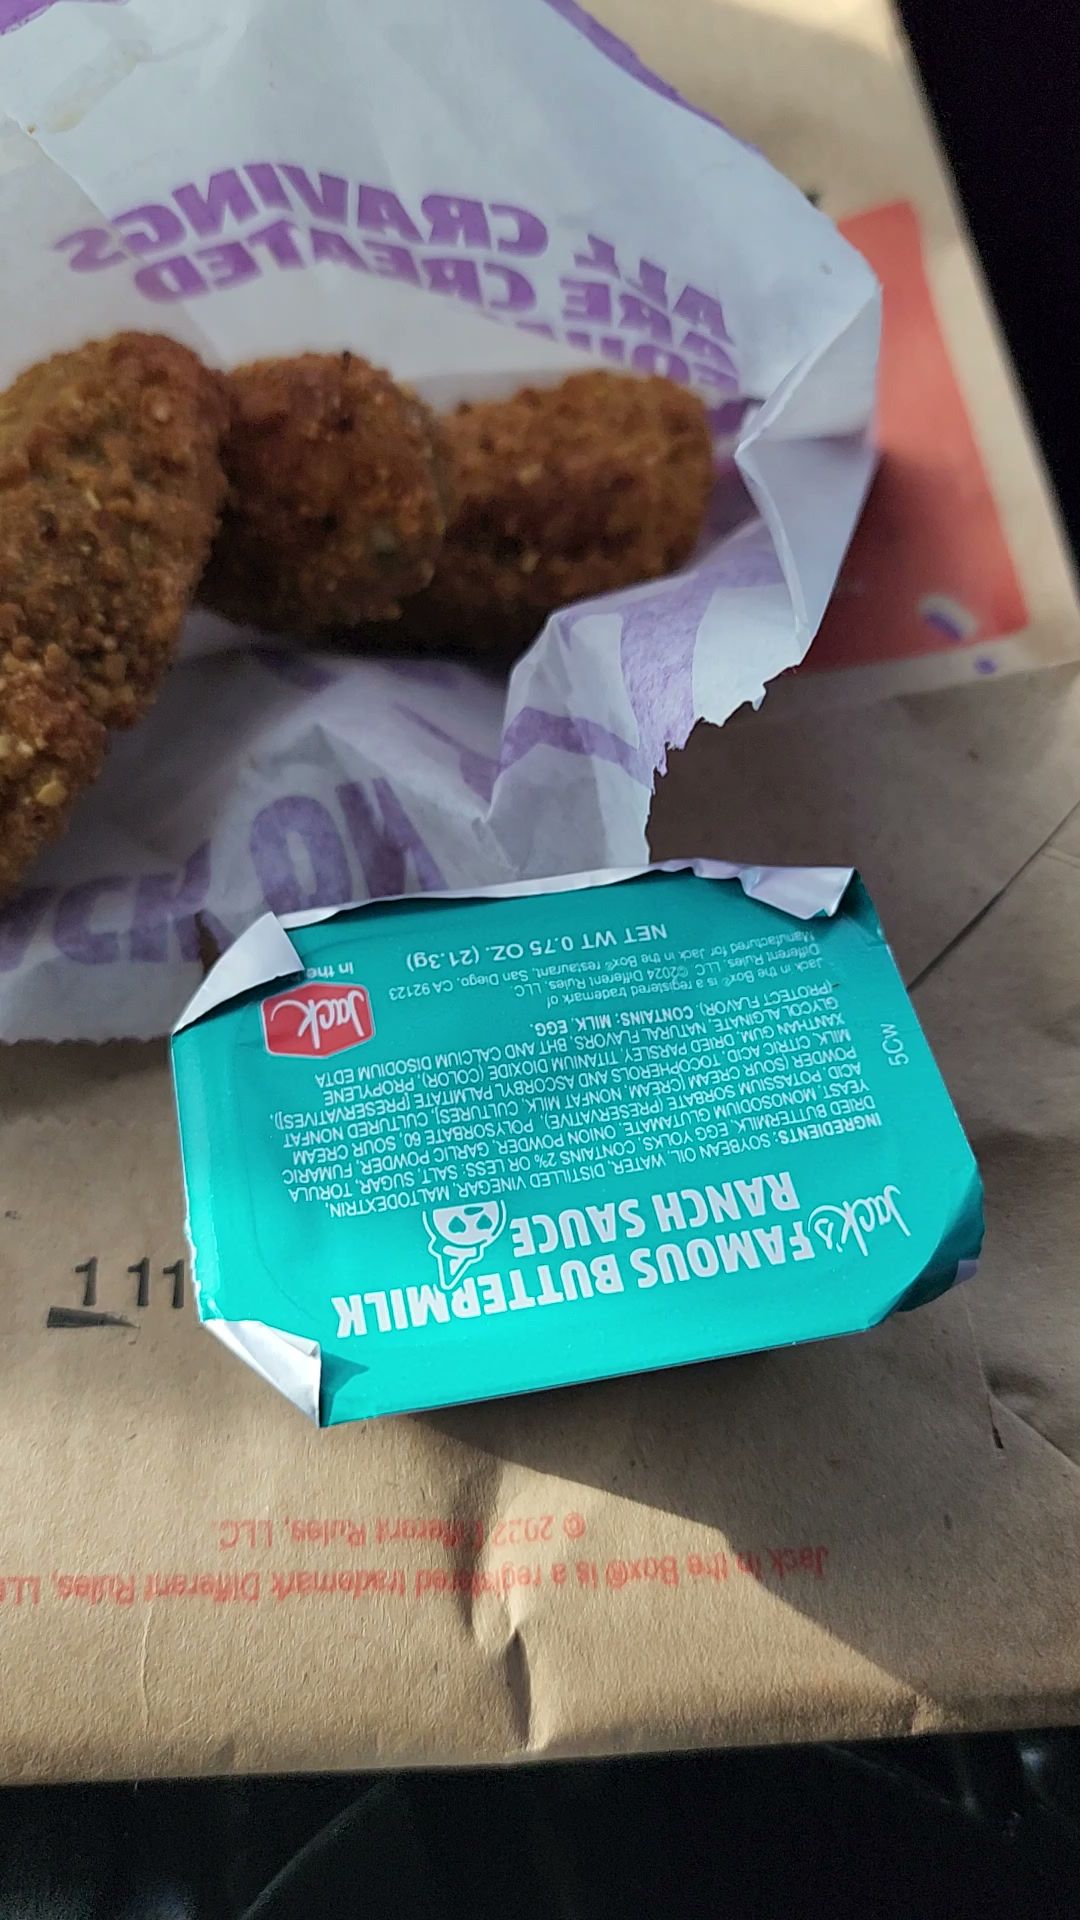 ALL CRAVINGS
ARE CREATED
Jack's FAMOUS BUTTERMILK
RANCH SAUCE
INGREDIENTS: SOYBEAN OIL, WATER, DISTILLED VINEGAR, MALTODEXTRIN,
DRIED BUTTERMILK, EGG YOLKS, CONTAINS 2% OR LESS: SALT, SUGAR, TORULA
YEAST, MONOSODIUM GLUTAMATE, ONION POWDER, GARLIC POWDER, FUMARIC
ACID, POTASSIUM SORBATE (PRESERVATIVE), POLYSORBATE 60, SOUR CREAM
POWDER (SOUR CREAM [CREAM, NONFAT MILK, CULTURES], CULTURED NONFAT
MILK, CITRIC ACID, TOCOPHEROLS AND ASCORBYL PALMITATE [PRESERVATIVES]),
XANTHAN GUM, DRIED PARSLEY, TITANIUM DIOXIDE (COLOR), PROPYLENE
GLYCOL ALGINATE, NATURAL FLAVORS, BHT AND CALCIUM DISODIUM EDTA
(PROTECT FLAVOR). CONTAINS: MILK, EGG.
Jack in the Box® is a registered trademark of
Different Rules, LLC. ©2024 Different Rules, LLC.
Manufactured for Jack in the Box® restaurant, San Diego, CA 92123
NET WT 0.75 OZ. (21.3g)
Jack
in the
5CW
1 11
Jack in the Box® is a registered trademark Different Rules,
© 2022 Different Rules, LLC.